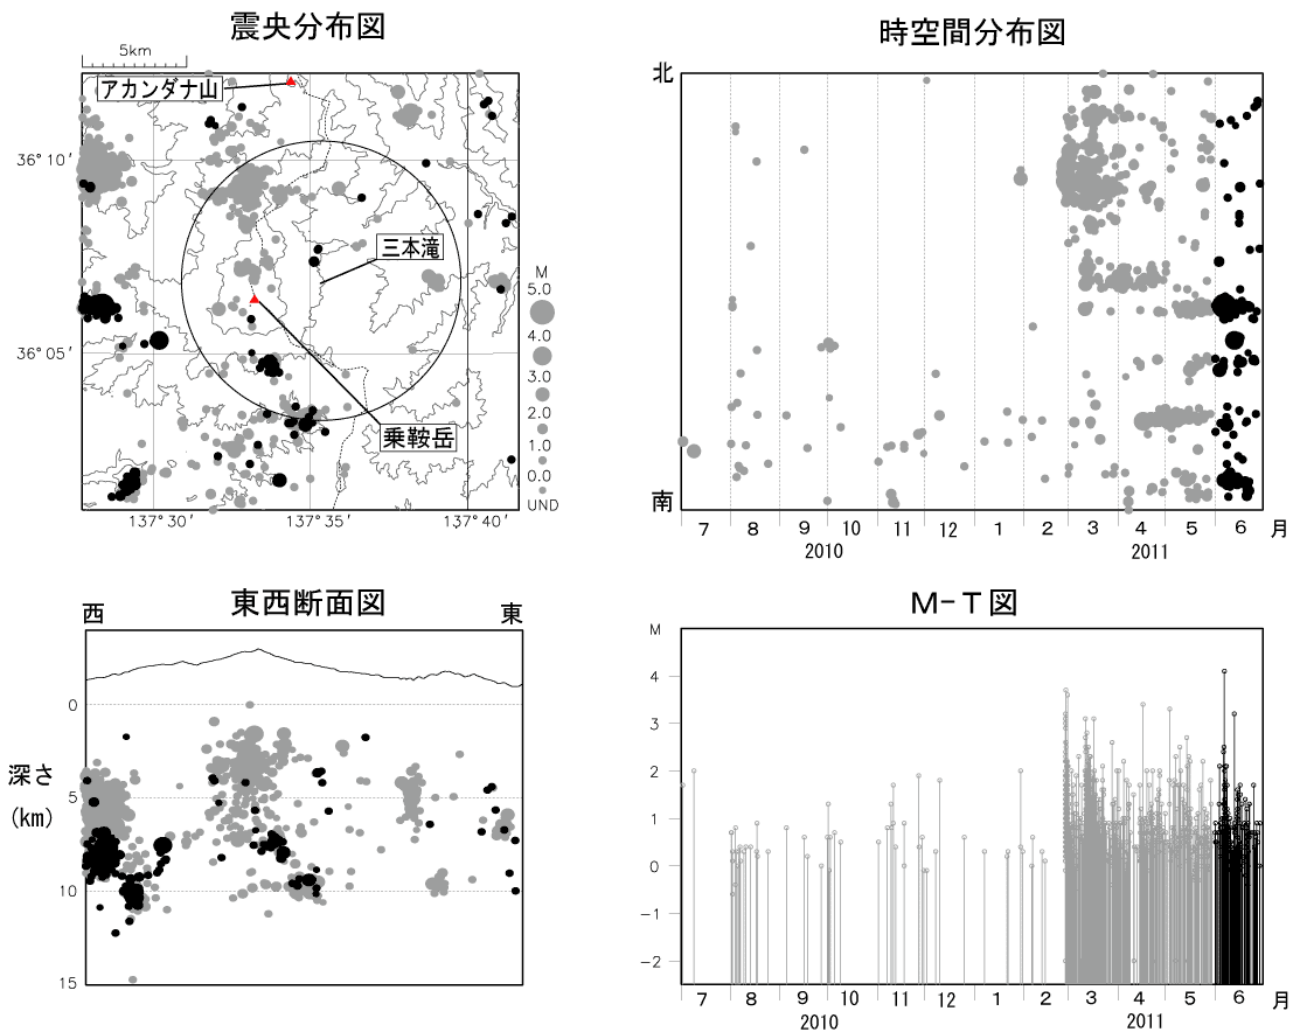 震央分布図
5km
アカンダナ山
36°10′
三本滝
36°05′
乗鞍岳
137°30′
137°35′
137°40′
M
5.0
4.0
3.0
2.0
1.0
0.0
UND
時空間分布図
北
南
7 8 9 10 11 12 1 2 3 4 5 6 月
2010 2011
東西断面図
西 東
0
深さ
5
(km)
10
15
M-T図
M
4
3
2
1
0
-1
-2
7 8 9 10 11 12 1 2 3 4 5 6 月
2010 2011